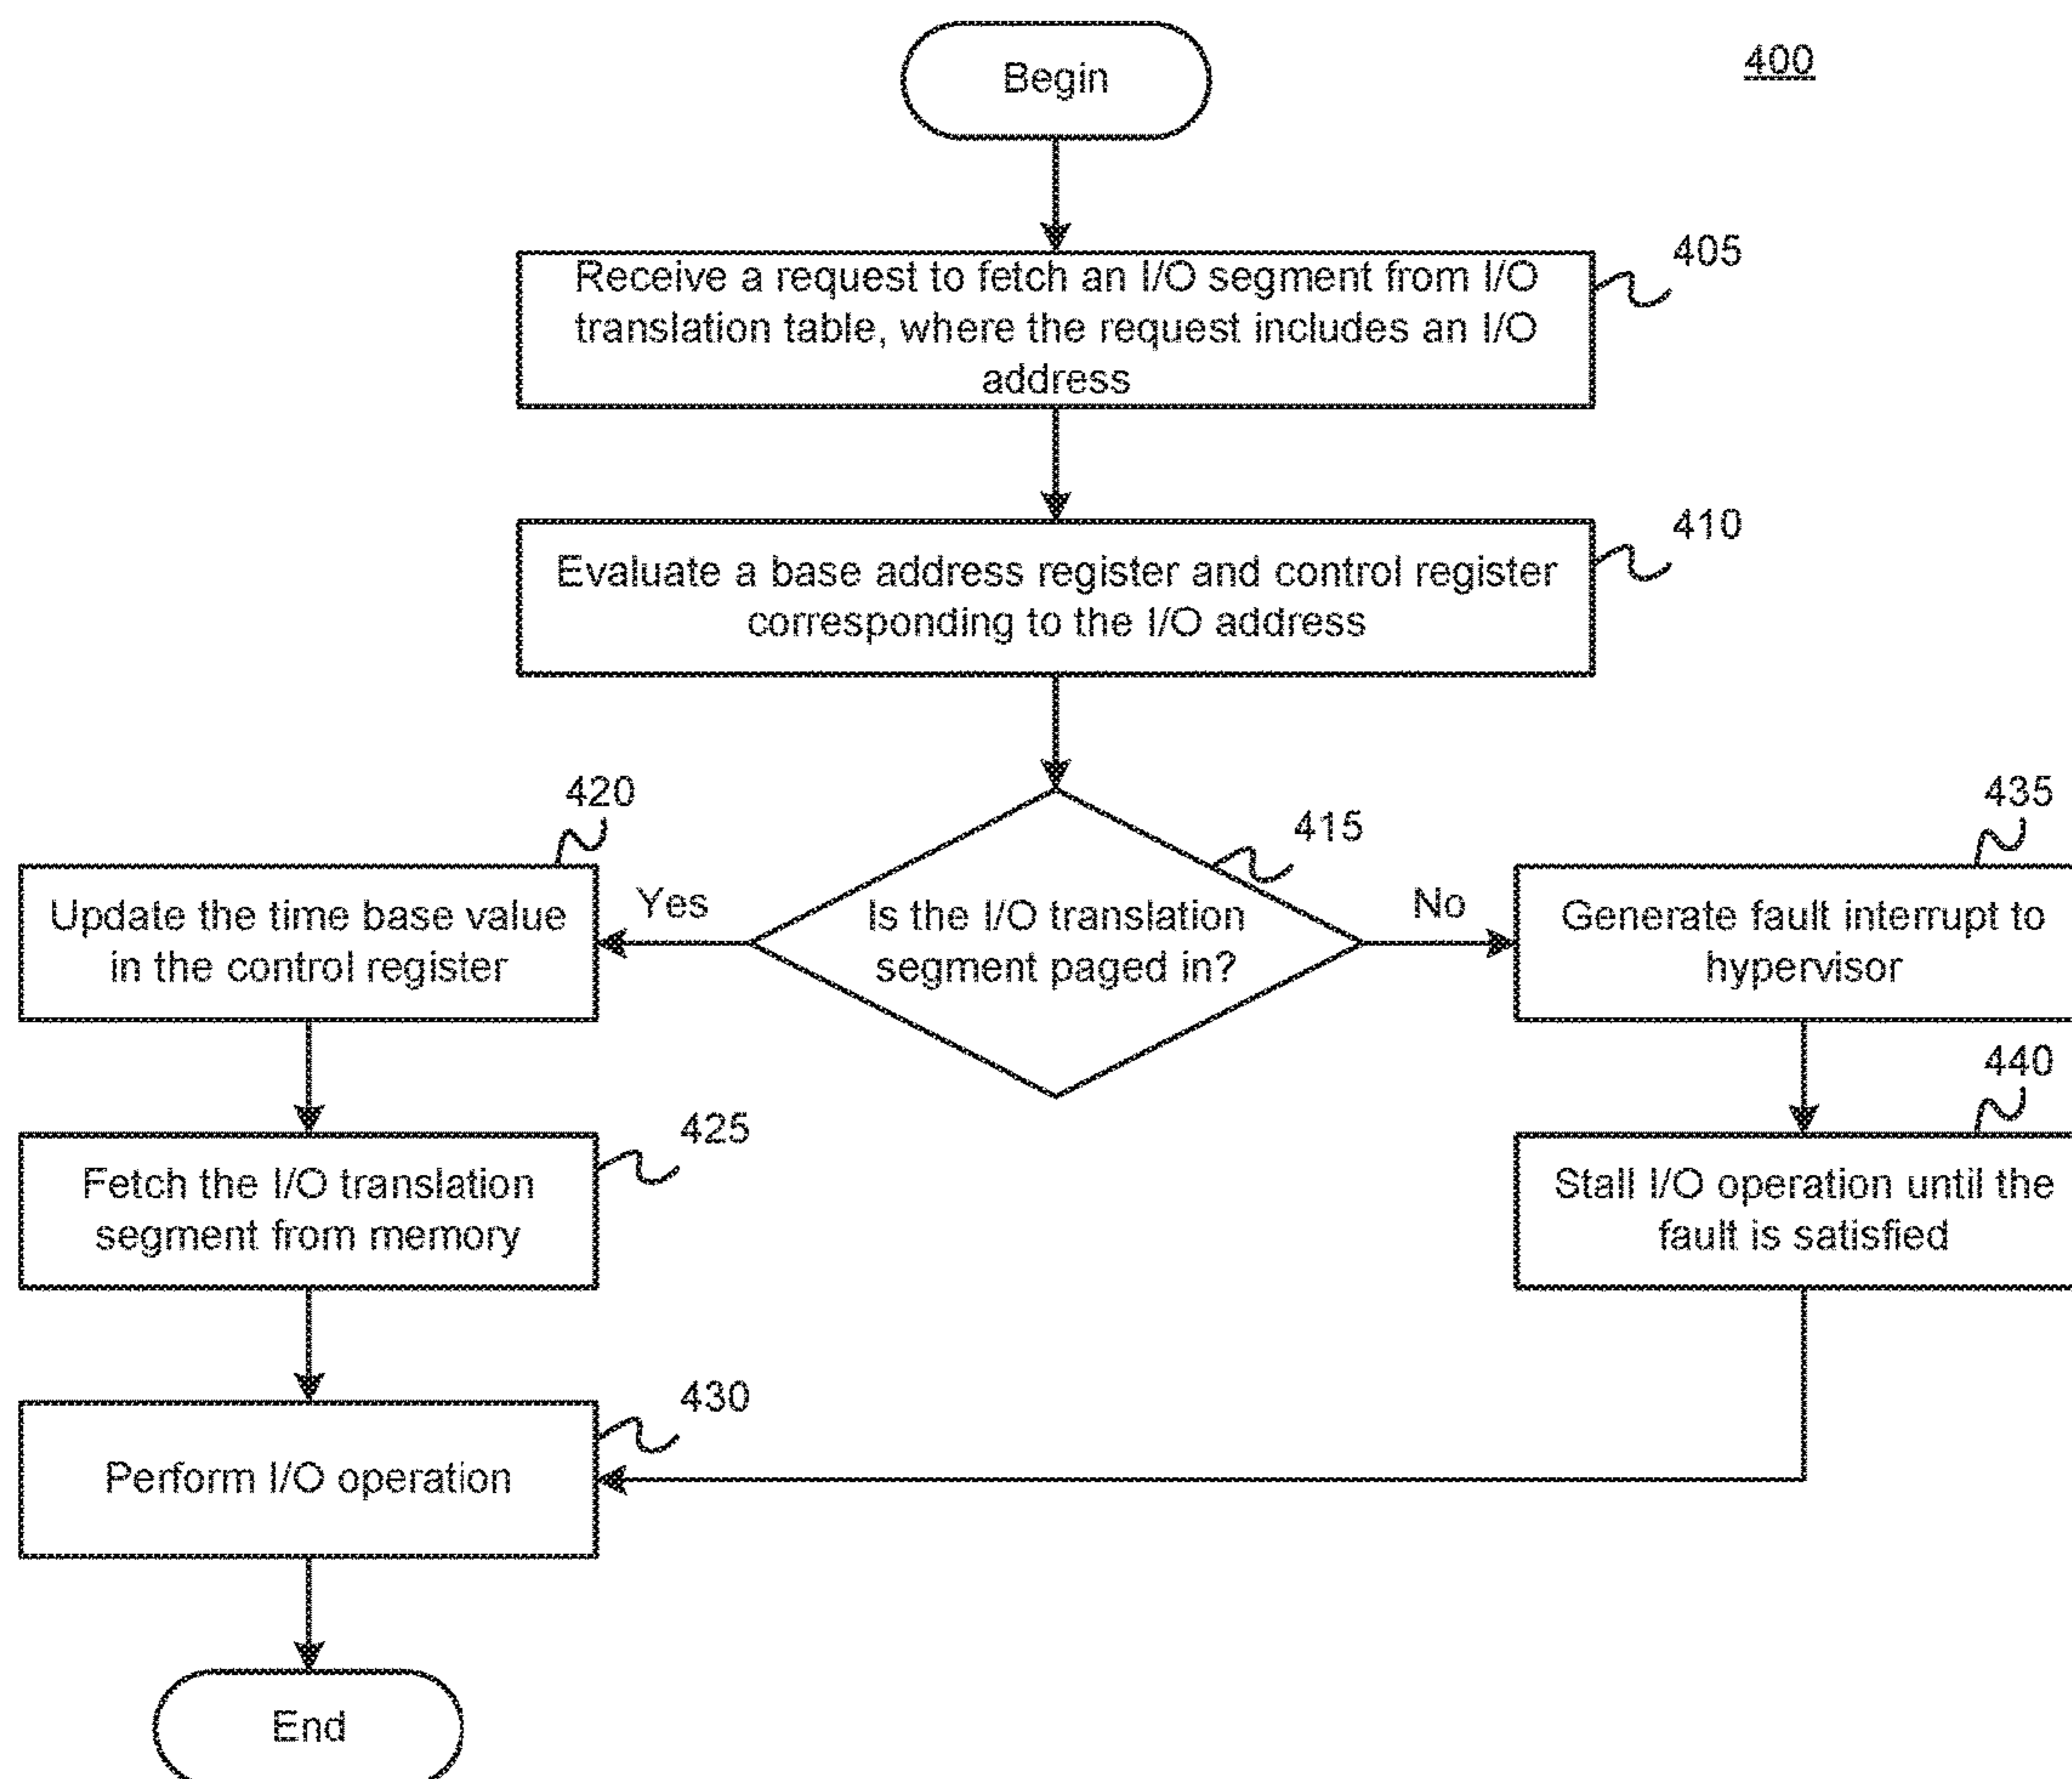 Begin
400
405
Receive a request to fetch an I/O segment from I/O
translation table, where the request includes an I/O
address
410
Evaluate a base address register and control register
corresponding to the I/O address
420
415
435
Update the time base value
in the control register
Yes
Is the I/O translation
segment paged in?
No
Generate fault interrupt to
hypervisor
440
425
Fetch the I/O translation
segment from memory
Stall I/O operation until the
fault is satisfied
430
Perform I/O operation
End